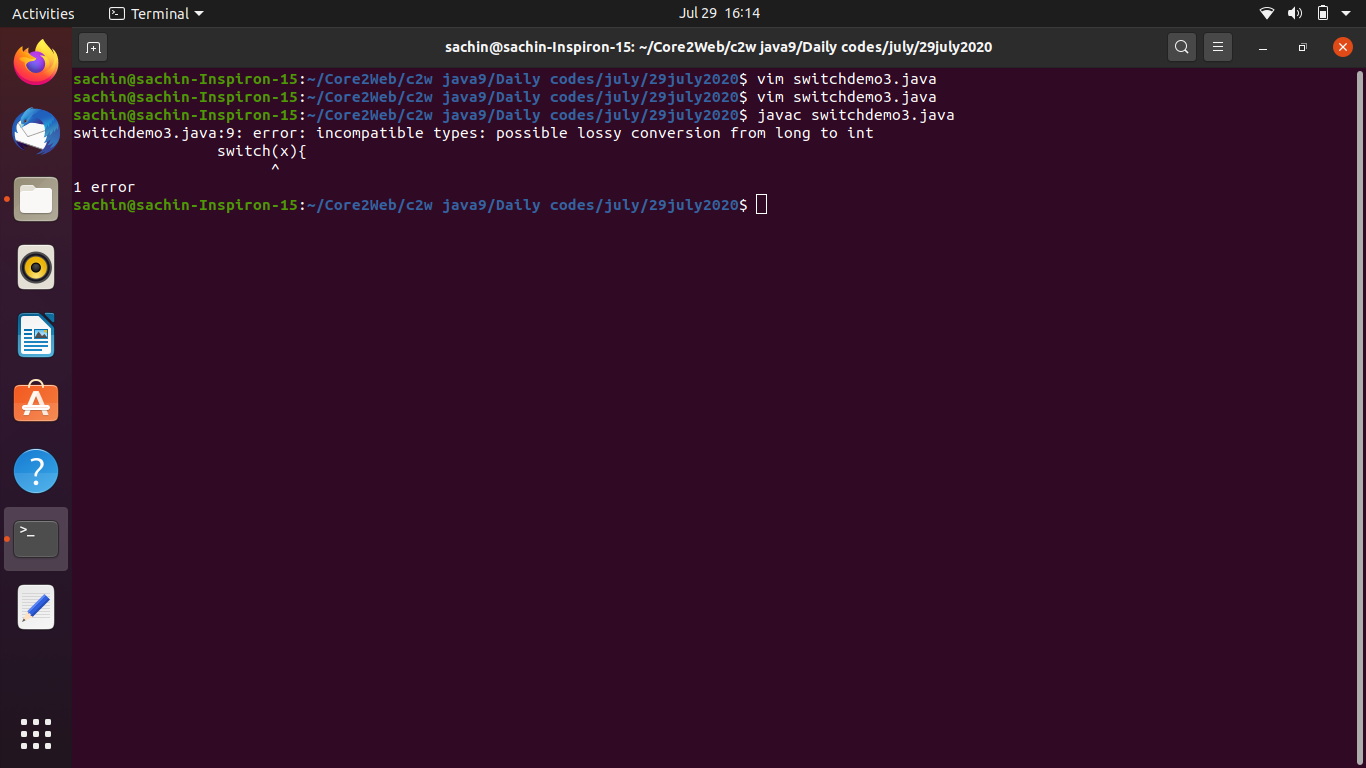 Activities
Terminal
Jul 29 16:14
sachin@sachin-Inspiron-15: ~/Core2Web/c2w java9/Daily codes/july/29july2020
sachin@sachin-Inspiron-15:~/Core2Web/c2w java9/Daily codes/july/29july2020$ vim switchdemo3.java
sachin@sachin-Inspiron-15:~/Core2Web/c2w java9/Daily codes/july/29july2020$ vim switchdemo3.java
sachin@sachin-Inspiron-15:~/Core2Web/c2w java9/Daily codes/july/29july2020$ javac switchdemo3.java
switchdemo3.java:9: error: incompatible types: possible lossy conversion from long to int
                switch(x){
                      ^
1 error
sachin@sachin-Inspiron-15:~/Core2Web/c2w java9/Daily codes/july/29july2020$